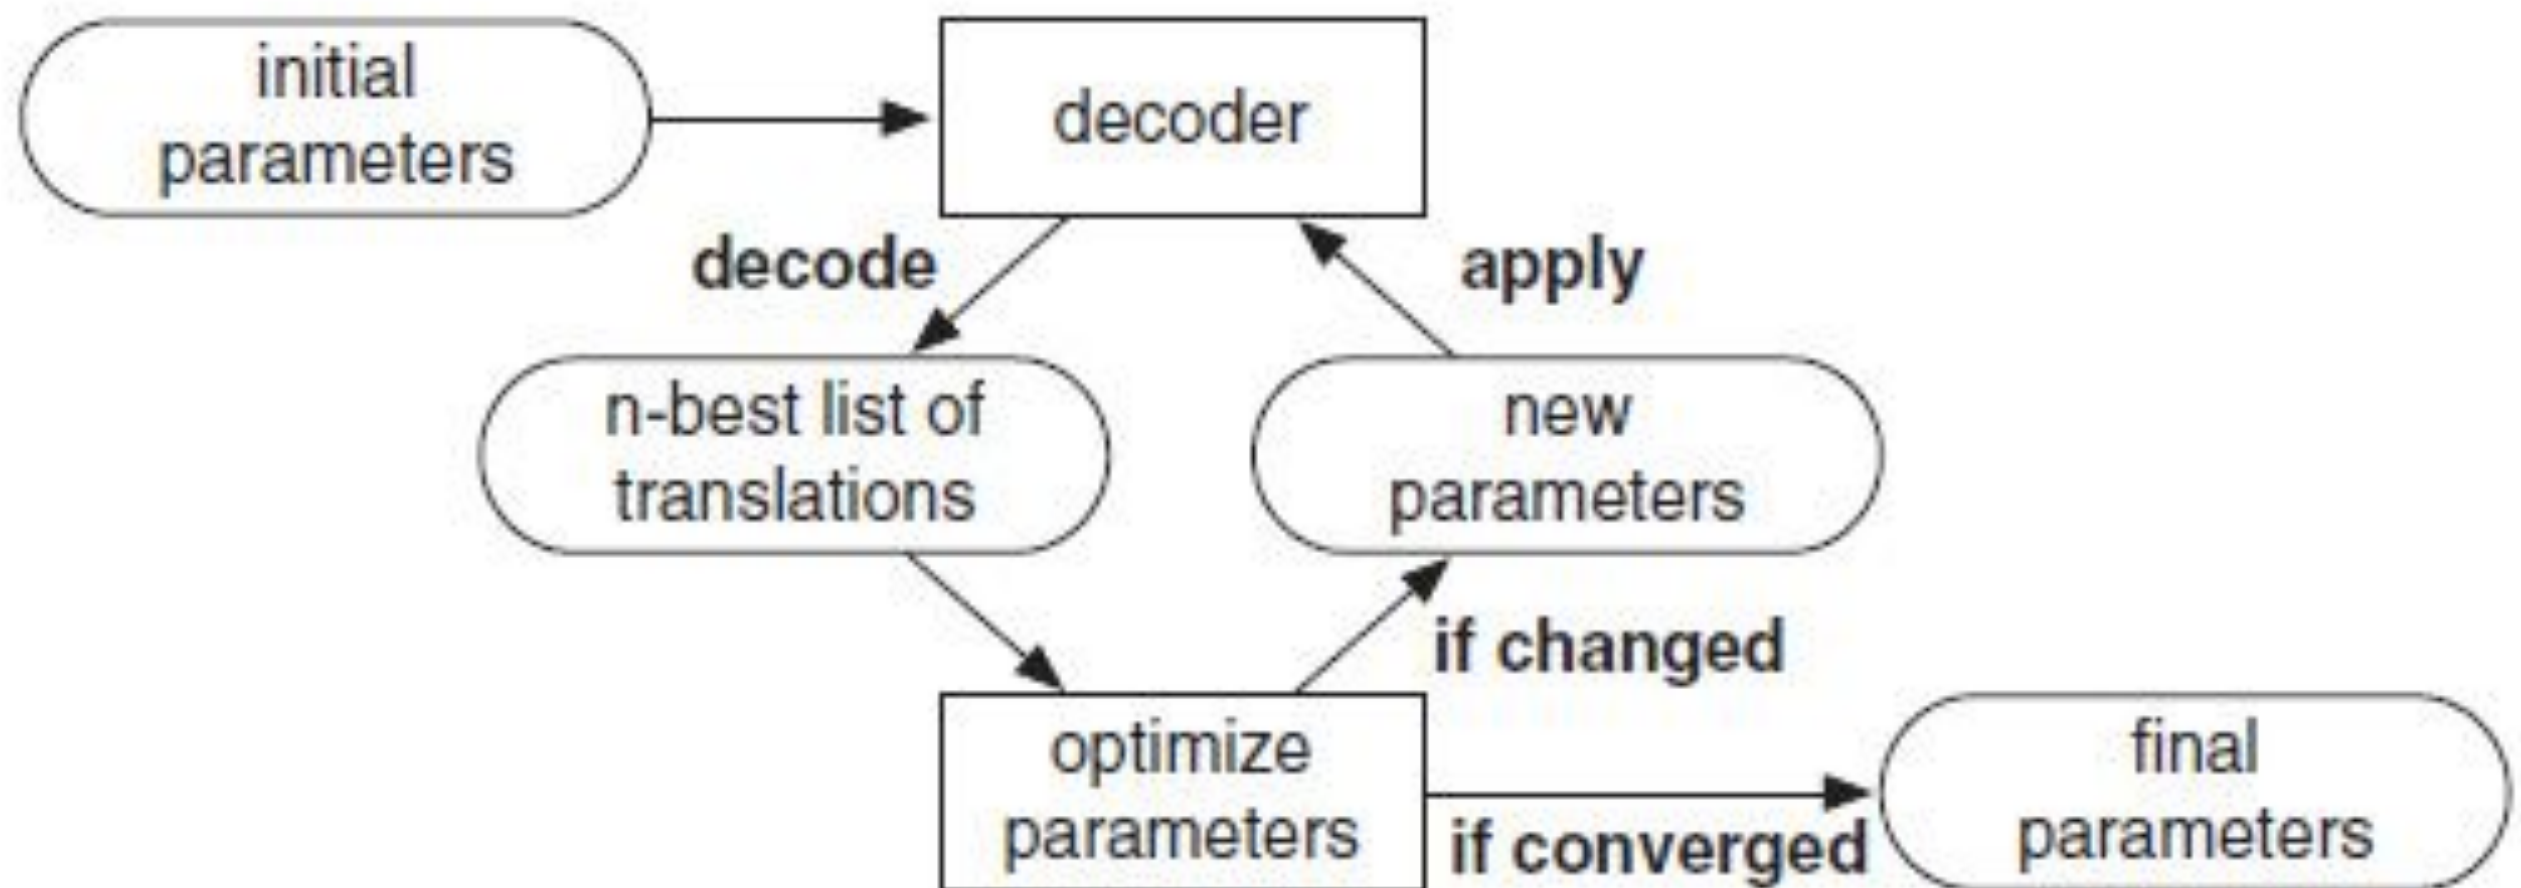 initial
parameters
decoder
decode
apply
n-best list of
translations
new
parameters
if changed
optimize
parameters
if converged
final
parameters